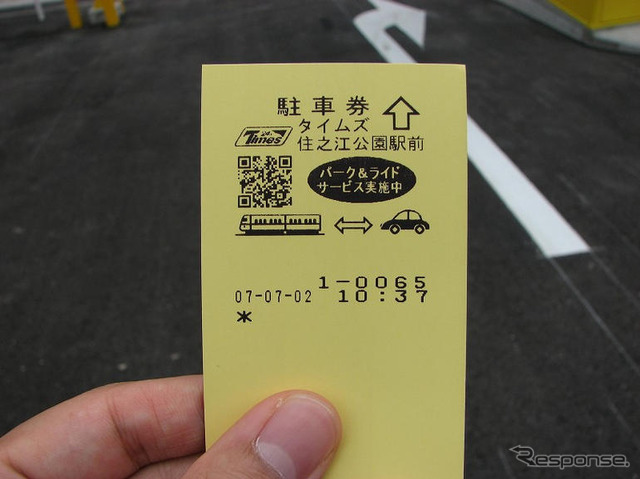 駐車券
タイムズ
Times
住之江公園駅前
パーク&ライド
サービス実施中
1-0065
07-07-02 10:37
*
Response.